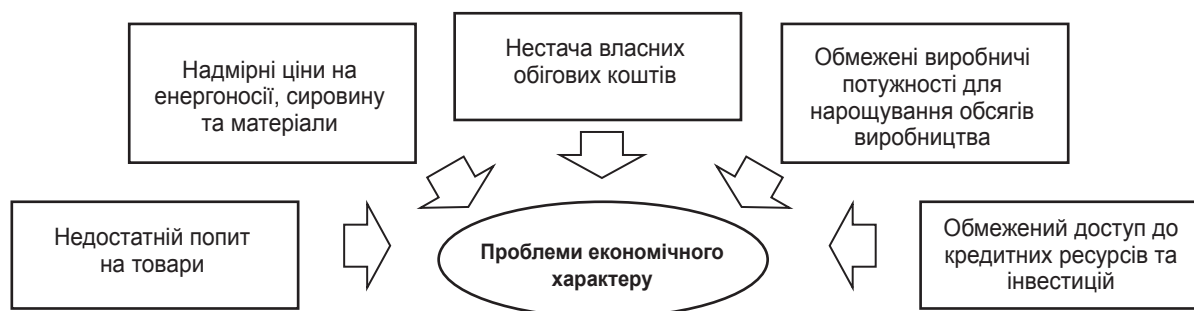 Надмірні ціни на
енергоносії, сировину
та матеріали
Нестача власних
обігових коштів
Обмежені виробничі
потужності для
нарощування обсягів
виробництва
Недостатній попит
на товари
Проблеми економічного
характеру
Обмежений доступ до
кредитних ресурсів та
інвестицій